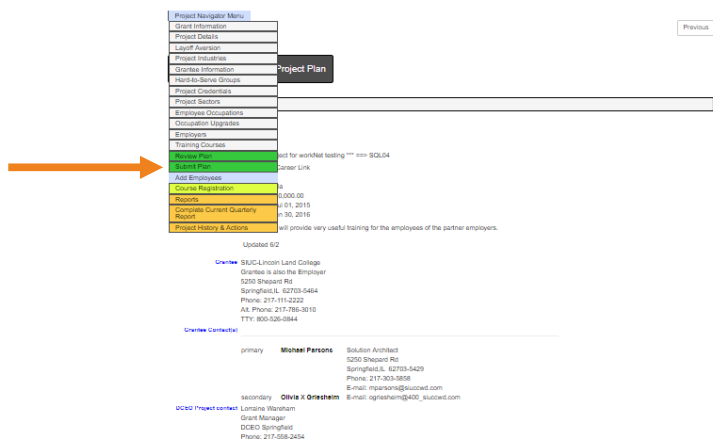 Project Navigator Menu
Previous
Grant Information
Project Details
Layoff Aversion
Project Industries
Grantee Information
Project Plan
Hard-to-Serve Groups
Project Credentials
Project Sectors
Employee Occupations
Occupation Upgrades
Employers
Training Courses
Review Plan
ect for workNet testing *** === SQL04
Submit Plan
Career Link
Add Employees
Course Registration
Reports
0,000.00
ul 01, 2015
Complete Current Quarterly
Report
n 30, 2016
Project History & Actions
will provide very useful training for the employees of the partner employers.
Updated 6/2
Grantee SIUC-Lincoln Land College
Grantee is also the Employer
5250 Shepard Rd
Springfield,IL 62703-5464
Phone: 217-111-2222
Alt. Phone: 217-786-3010
TTY: 800-526-0844
Grantee Contact(s)
primary Michael Parsons Solution Architect
5250 Shepard Rd
Springfield,IL 62703-5429
Phone: 217-303-5858
E-mail: mparsons@siuccwd.com
secondary Olivia X Griesheim E-mail: ogriesheim@400_siuccwd.com
DCEO Project contact Lorraine Wareham
Grant Manager
DCEO Springfield
Phone: 217-558-2454